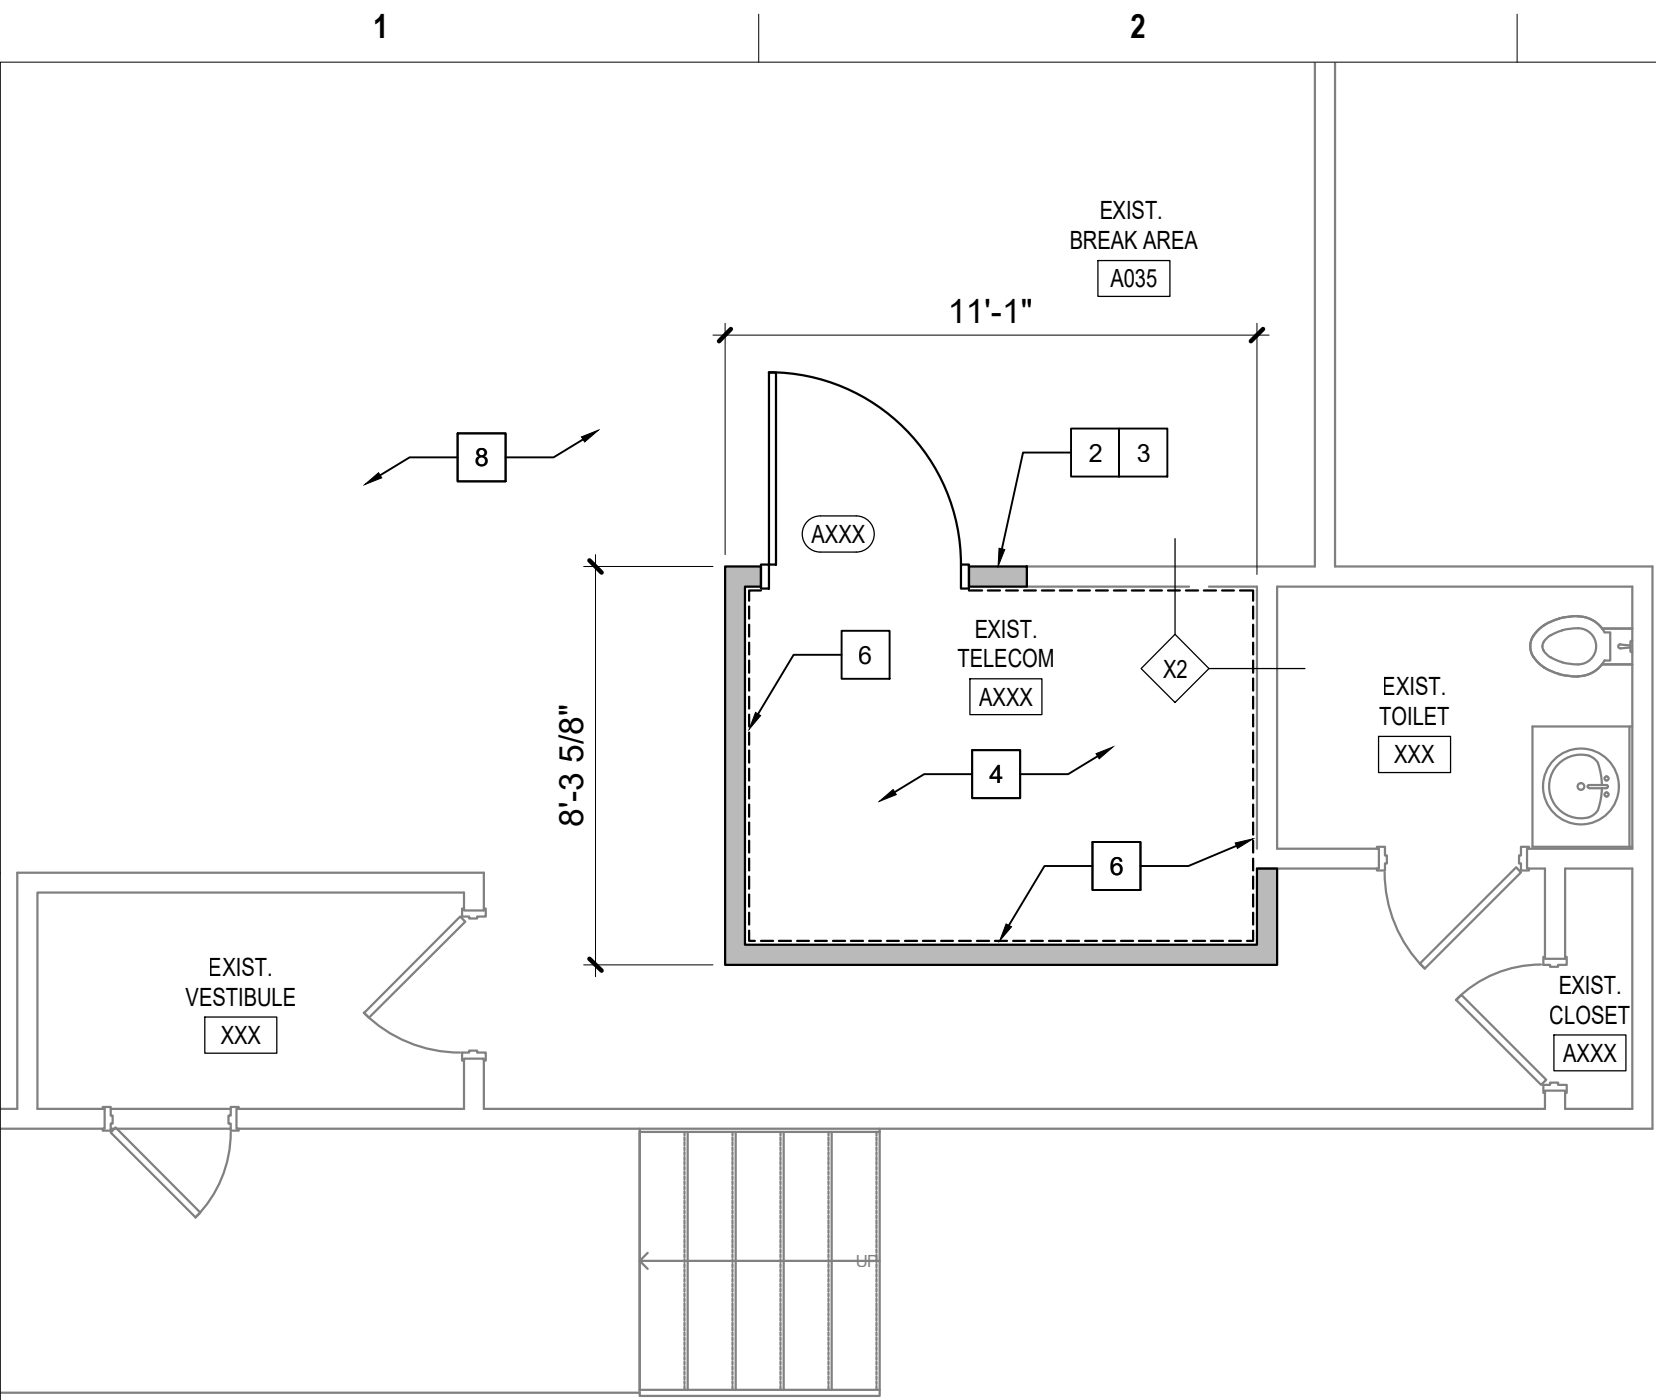 1
2
EXIST.
BREAK AREA
A035
11'-1"
8
2 3
AXXX
EXIST.
TELECOM
AXXX
6
X2
EXIST.
TOILET
XXX
8'-3 5/8"
4
6
EXIST.
VESTIBULE
XXX
EXIST.
CLOSET
AXXX
UP